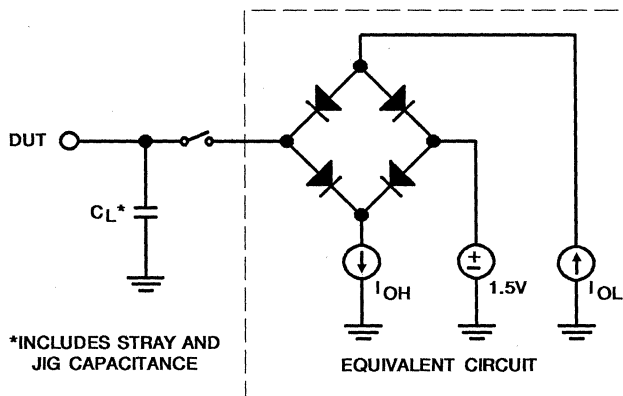 DUT
CL*
IOH
+
−
1.5V
IOL
*INCLUDES STRAY AND
JIG CAPACITANCE
EQUIVALENT CIRCUIT